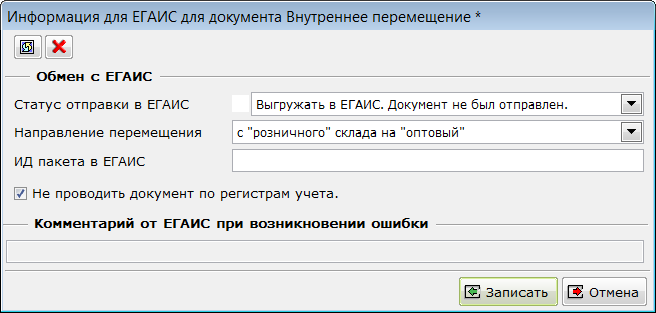 Информация для ЕГАИС для документа Внутреннее перемещение *
Обмен с ЕГАИС
Статус отправки в ЕГАИС Выгружать в ЕГАИС. Документ не был отправлен.
Направление перемещения с "розничного" склада на "оптовый"
ИД пакета в ЕГАИС
Не проводить документ по регистрам учета.
Комментарий от ЕГАИС при возникновении ошибки
Записать Отмена